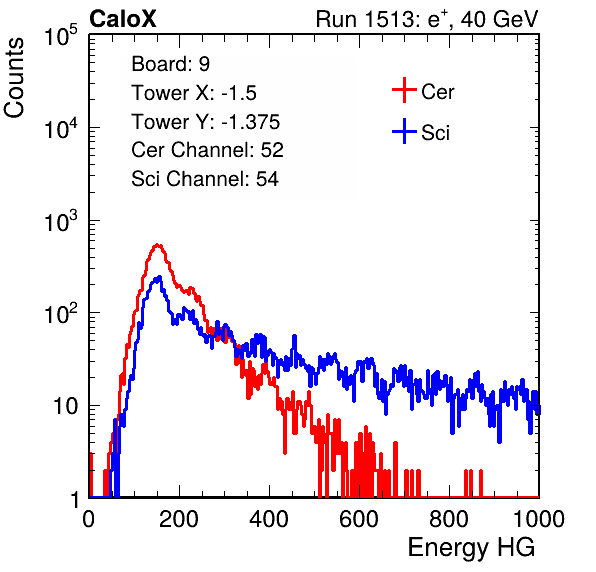 CaloX Run 1513: e⁺, 40 GeV
Board: 9
Tower X: -1.5
Tower Y: -1.375
Cer Channel: 52
Sci Channel: 54
Cer
Sci
Counts
10⁵
10⁴
10³
10²
10
1
0 200 400 600 800 1000
Energy HG